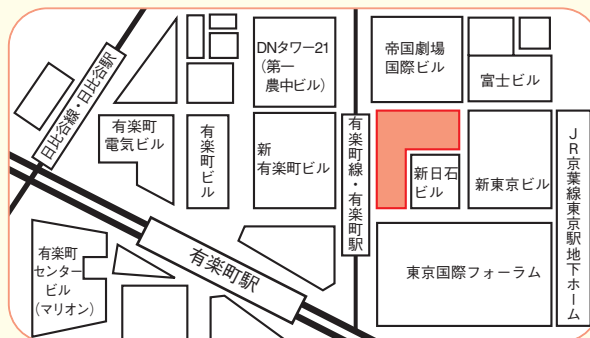 日比谷線・日比谷駅
DNタワー21
(第一
農中ビル)
帝国劇場
国際ビル
富士ビル
有楽町
電気ビル
有楽町ビル
新
有楽町ビル
有楽町線・有楽町駅
新日石
ビル
新東京ビル
JR京葉線東京駅地下ホーム
有楽町
センター
ビル
(マリオン)
有楽町駅
東京国際フォーラム